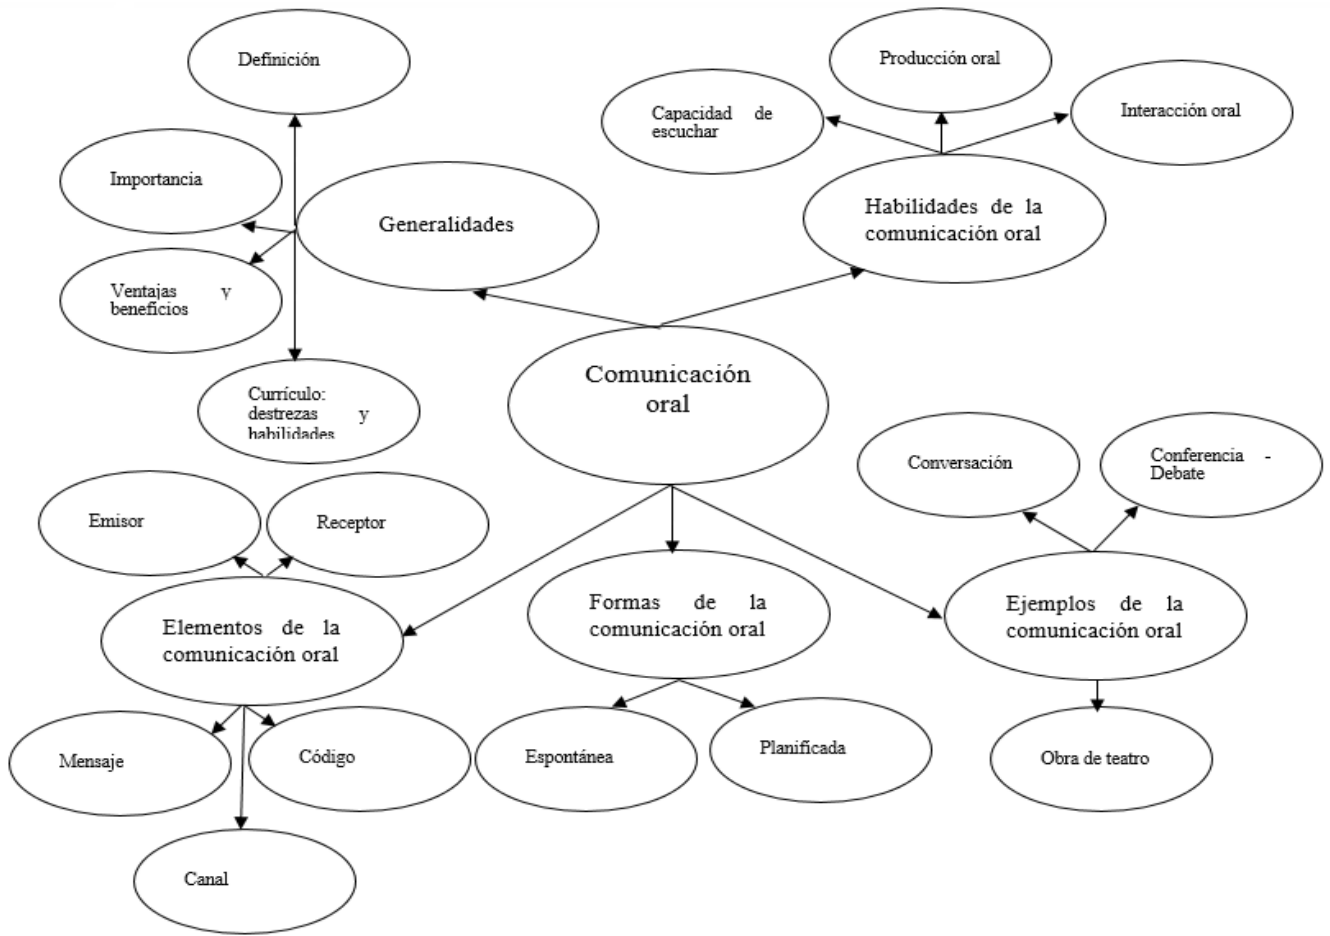 Definición
Importancia
Ventajas y
beneficios
Currículo:
destrezas y
habilidades
Generalidades
Capacidad de
escuchar
Producción oral
Interacción oral
Habilidades de la
comunicación oral
Comunicación
oral
Emisor
Receptor
Elementos de la
comunicación oral
Mensaje
Código
Canal
Formas de la
comunicación oral
Espontánea
Planificada
Conversación
Conferencia -
Debate
Ejemplos de la
comunicación oral
Obra de teatro